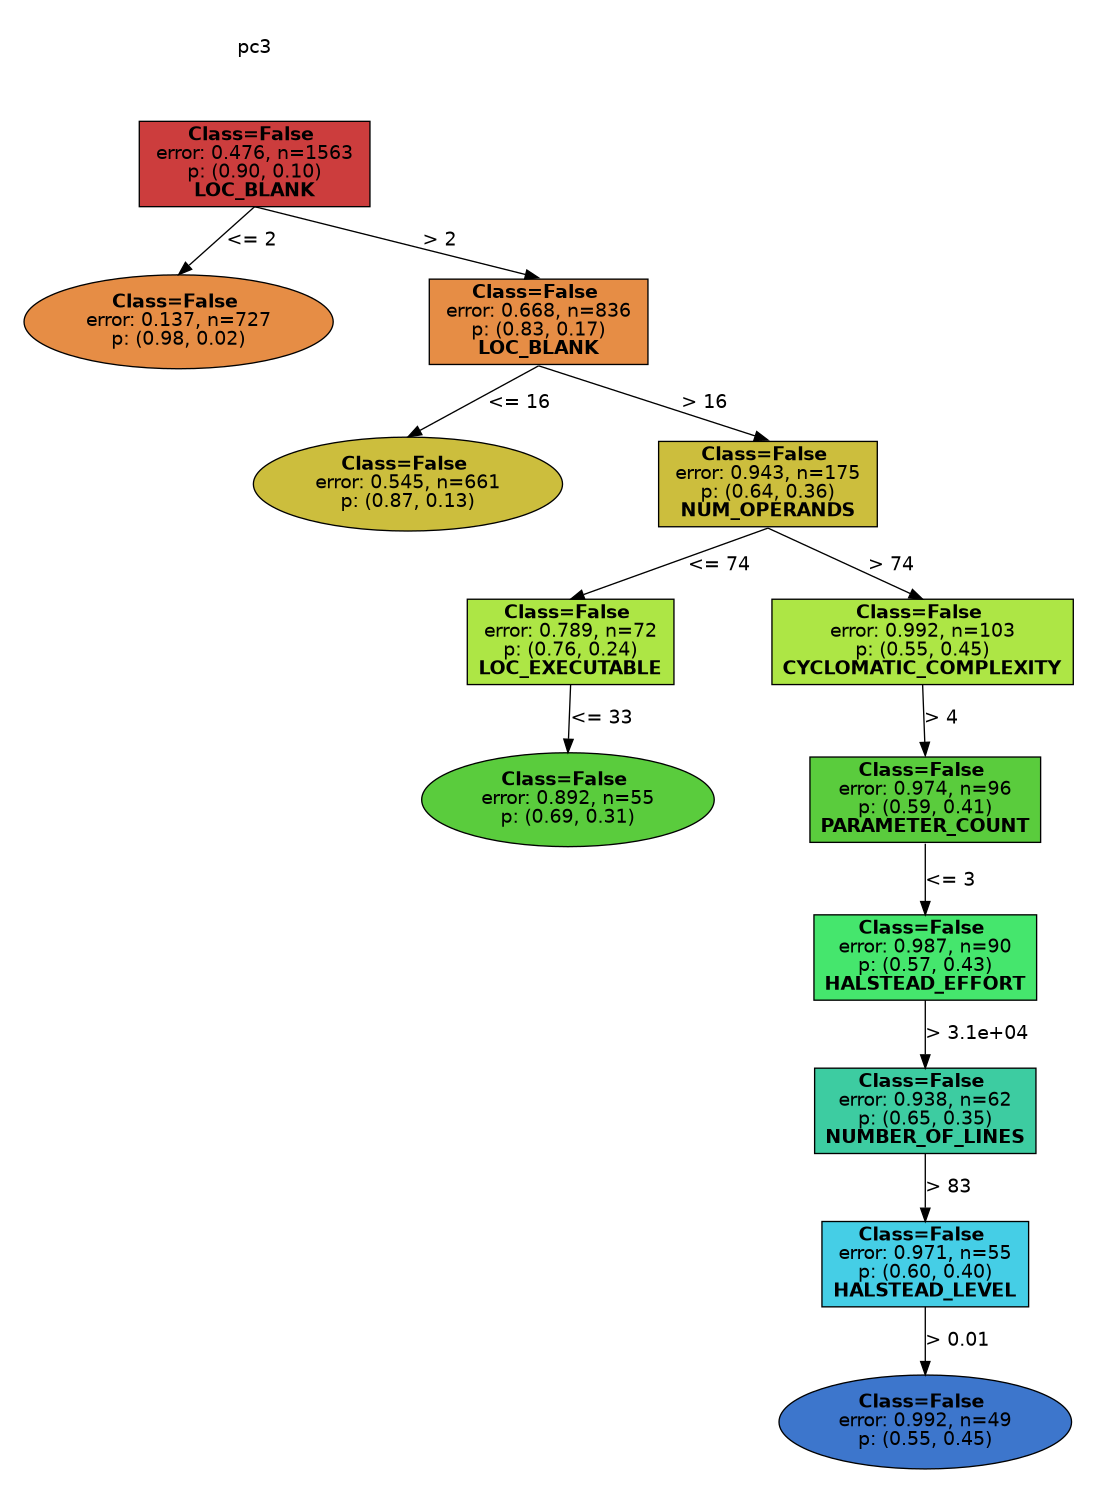 pc3
Class=False
error: 0.476, n=1563
p: (0.90, 0.10)
LOC_BLANK
<= 2
> 2
Class=False
error: 0.137, n=727
p: (0.98, 0.02)
Class=False
error: 0.668, n=836
p: (0.83, 0.17)
LOC_BLANK
<= 16
> 16
Class=False
error: 0.545, n=661
p: (0.87, 0.13)
Class=False
error: 0.943, n=175
p: (0.64, 0.36)
NUM_OPERANDS
<= 74
> 74
Class=False
error: 0.789, n=72
p: (0.76, 0.24)
LOC_EXECUTABLE
Class=False
error: 0.992, n=103
p: (0.55, 0.45)
CYCLOMATIC_COMPLEXITY
<= 33
> 4
Class=False
error: 0.892, n=55
p: (0.69, 0.31)
Class=False
error: 0.974, n=96
p: (0.59, 0.41)
PARAMETER_COUNT
<= 3
Class=False
error: 0.987, n=90
p: (0.57, 0.43)
HALSTEAD_EFFORT
> 3.1e+04
Class=False
error: 0.938, n=62
p: (0.65, 0.35)
NUMBER_OF_LINES
> 83
Class=False
error: 0.971, n=55
p: (0.60, 0.40)
HALSTEAD_LEVEL
> 0.01
Class=False
error: 0.992, n=49
p: (0.55, 0.45)